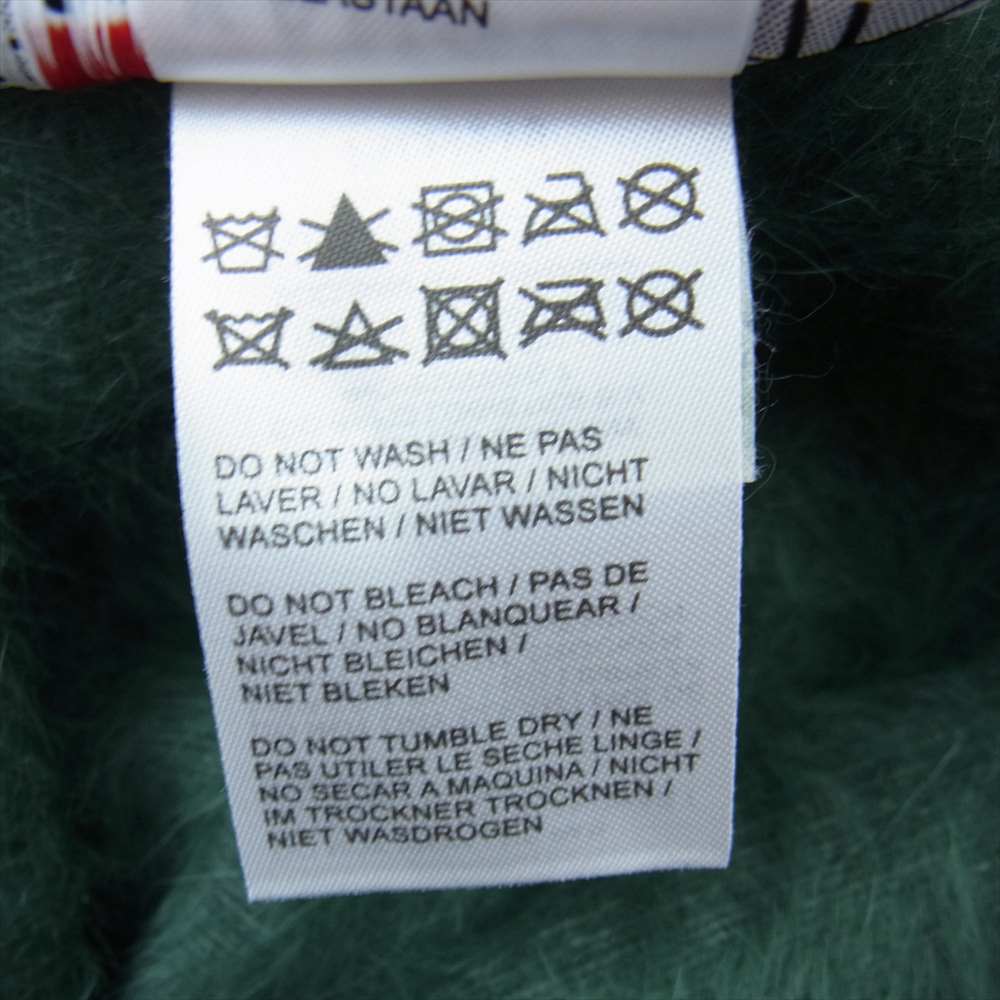 DO NOT WASH / NE PAS
LAVER / NO LAVAR / NICHT
WASCHEN / NIET WASSEN
DO NOT BLEACH / PAS DE
JAVEL / NO BLANQUEAR /
NICHT BLEICHEN /
NIET BLEKEN
DO NOT TUMBLE DRY / NE
PAS UTILER LE SECHE LINGE /
NO SECAR A MAQUINA / NICHT
IM TROCKNER TROCKNEN /
NIET WASDROGEN